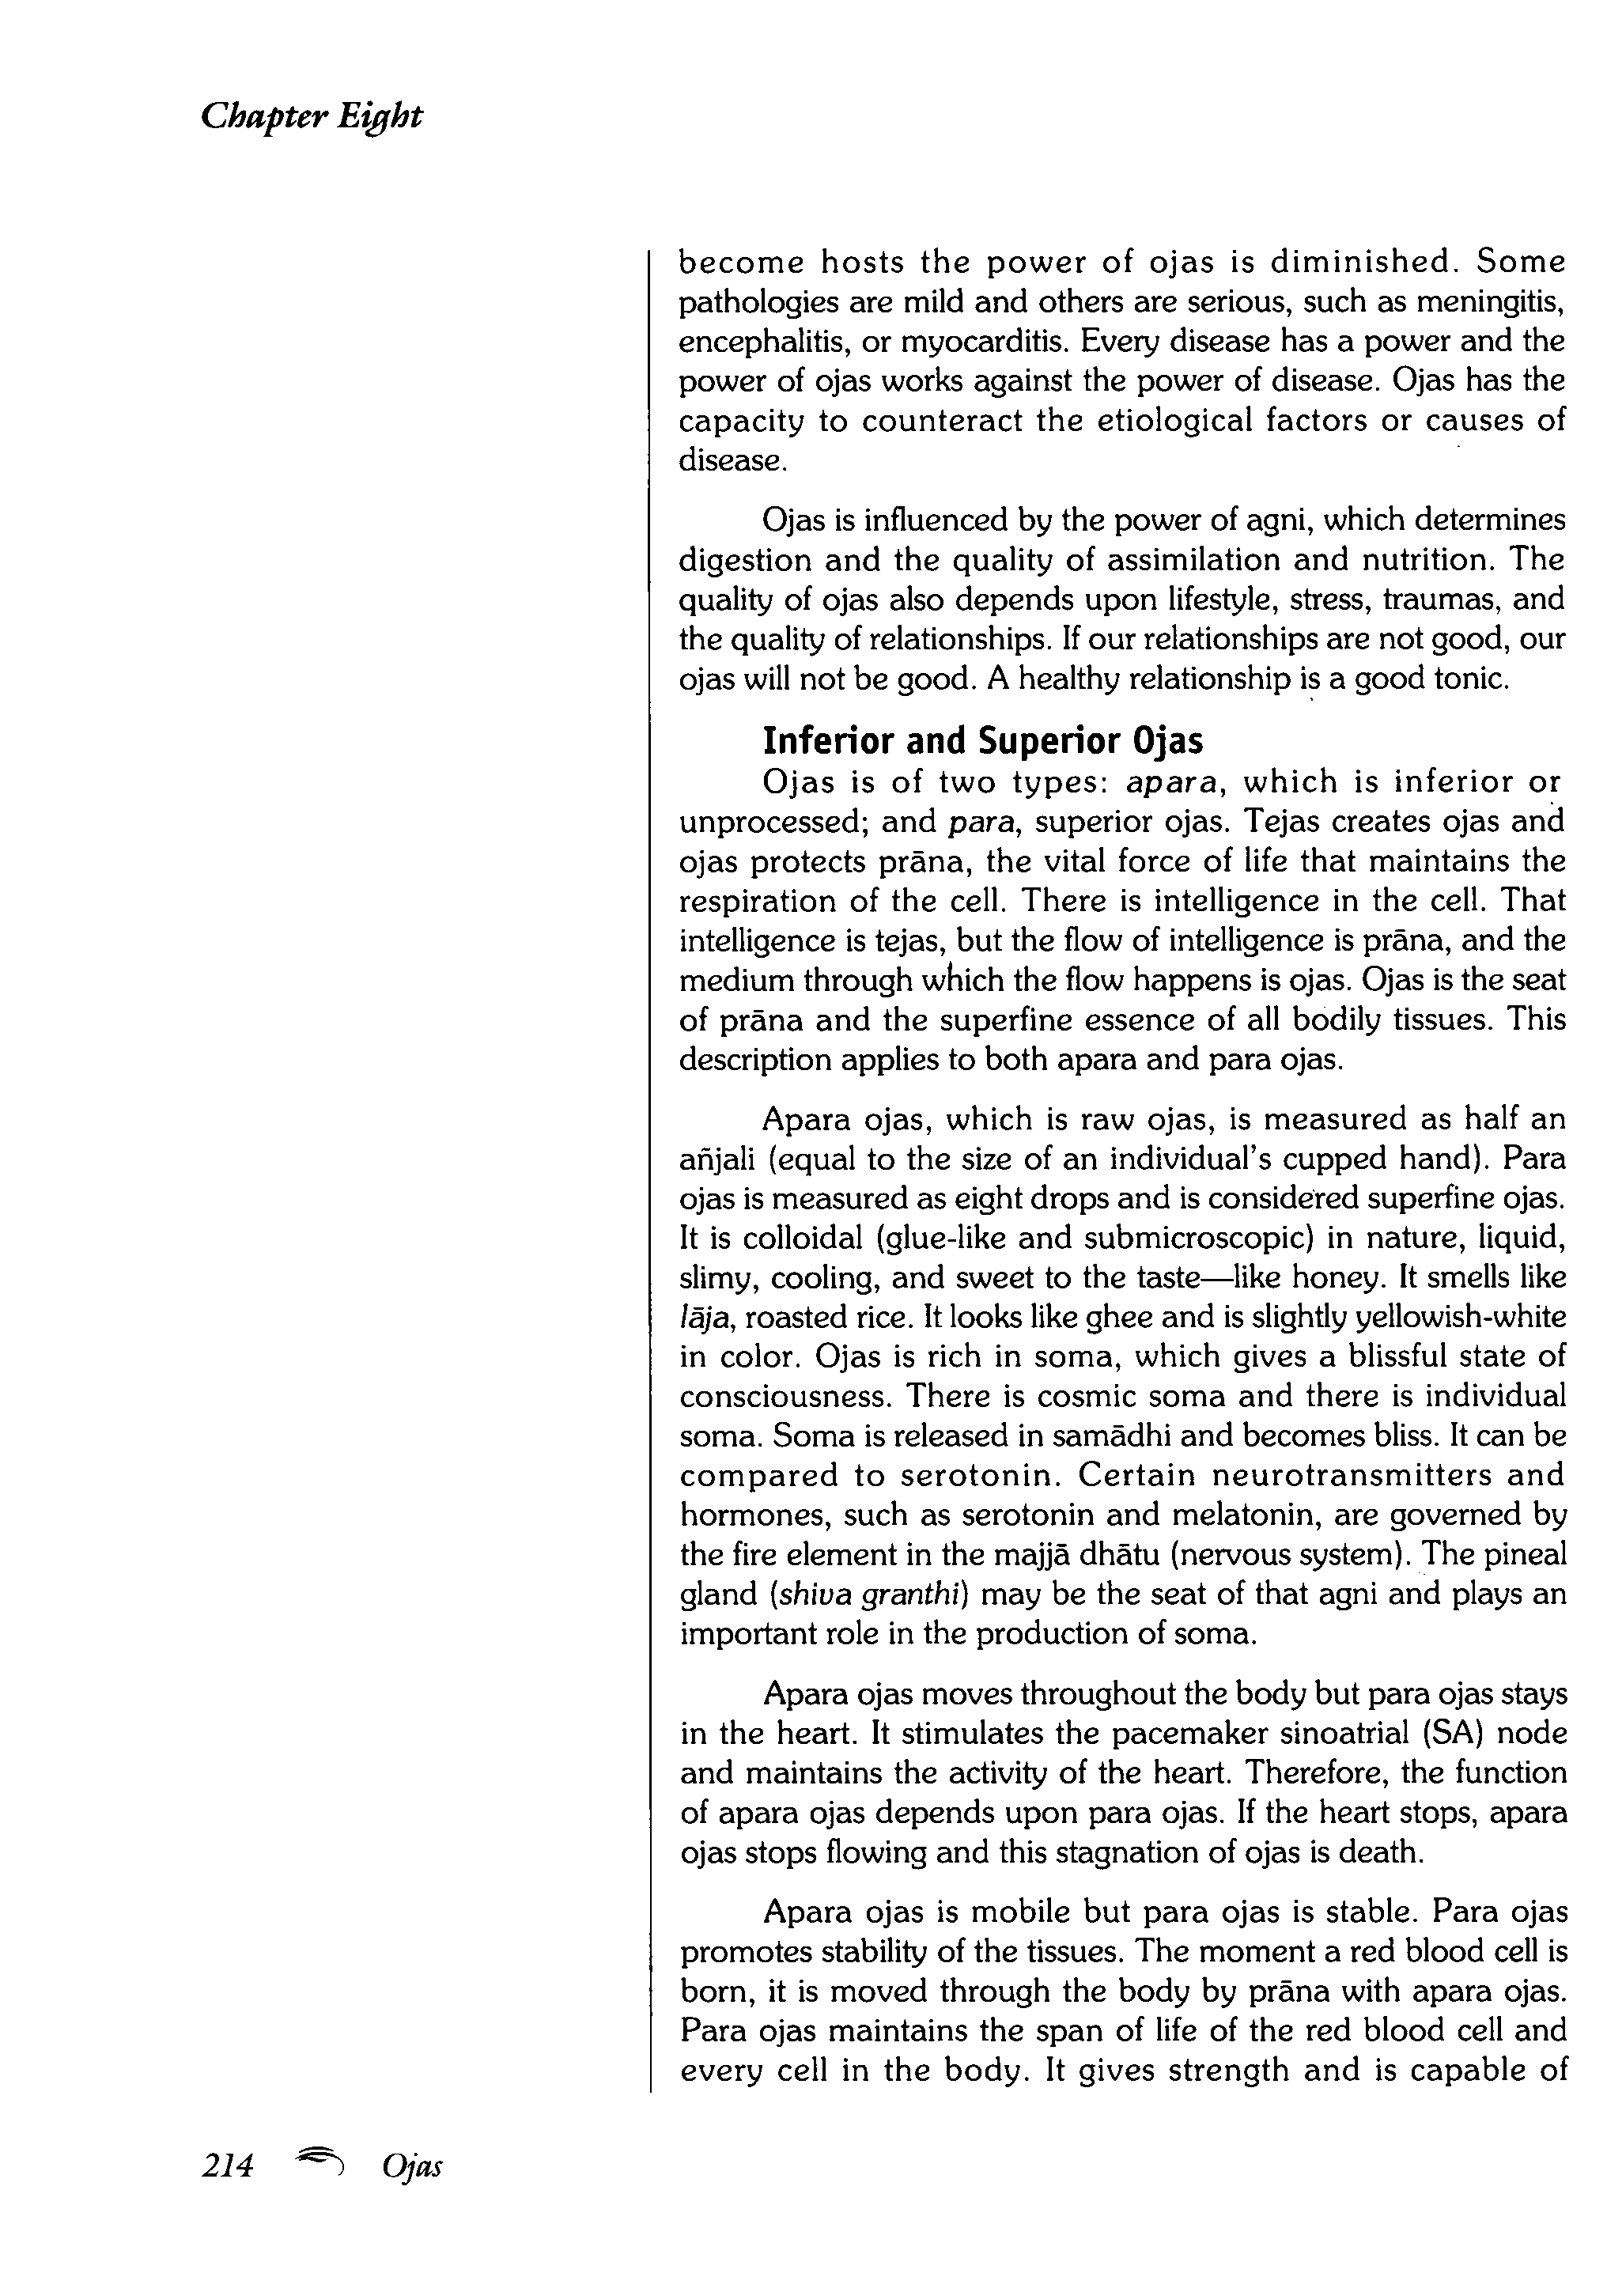 Chapter Eight
become hosts the power of ojas is diminished. Some
pathologies are mild and others are serious, such as meningitis,
encephalitis, or myocarditis. Every disease has a power and the
power of ojas works against the power of disease. Ojas has the
capacity to counteract the etiological factors or causes of
disease.
Ojas is influenced by the power of agni, which determines
digestion and the quality of assimilation and nutrition. The
quality of ojas also depends upon lifestyle, stress, traumas, and
the quality of relationships. If our relationships are not good, our
ojas will not be good. A healthy relationship is a good tonic.
Inferior and Superior Ojas
Ojas is of two types: apara, which is inferior or
unprocessed; and para, superior ojas. Tejas creates ojas and
ojas protects prāna, the vital force of life that maintains the
respiration of the cell. There is intelligence in the cell. That
intelligence is tejas, but the flow of intelligence is prāna, and the
medium through which the flow happens is ojas. Ojas is the seat
of prāna and the superfine essence of all bodily tissues. This
description applies to both apara and para ojas.
Apara ojas, which is raw ojas, is measured as half an
añjali (equal to the size of an individual's cupped hand). Para
ojas is measured as eight drops and is considered superfine ojas.
It is colloidal (glue-like and submicroscopic) in nature, liquid,
slimy, cooling, and sweet to the taste—like honey. It smells like
lāja, roasted rice. It looks like ghee and is slightly yellowish-white
in color. Ojas is rich in soma, which gives a blissful state of
consciousness. There is cosmic soma and there is individual
soma. Soma is released in samādhi and becomes bliss. It can be
compared to serotonin. Certain neurotransmitters and
hormones, such as serotonin and melatonin, are governed by
the fire element in the majjā dhātu (nervous system). The pineal
gland (shiva granthi) may be the seat of that agni and plays an
important role in the production of soma.
Apara ojas moves throughout the body but para ojas stays
in the heart. It stimulates the pacemaker sinoatrial (SA) node
and maintains the activity of the heart. Therefore, the function
of apara ojas depends upon para ojas. If the heart stops, apara
ojas stops flowing and this stagnation of ojas is death.
Apara ojas is mobile but para ojas is stable. Para ojas
promotes stability of the tissues. The moment a red blood cell is
born, it is moved through the body by prāna with apara ojas.
Para ojas maintains the span of life of the red blood cell and
every cell in the body. It gives strength and is capable of
214 Ojas